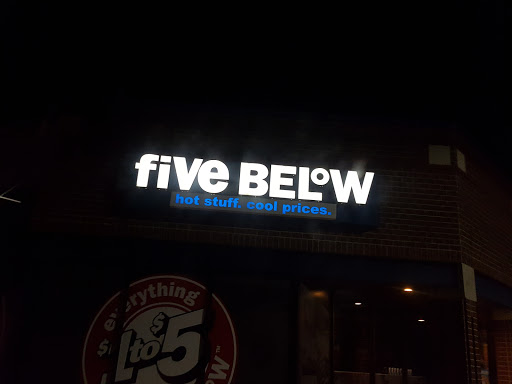 five BELOW
hot stuff. cool prices.
everything
$1 to $5